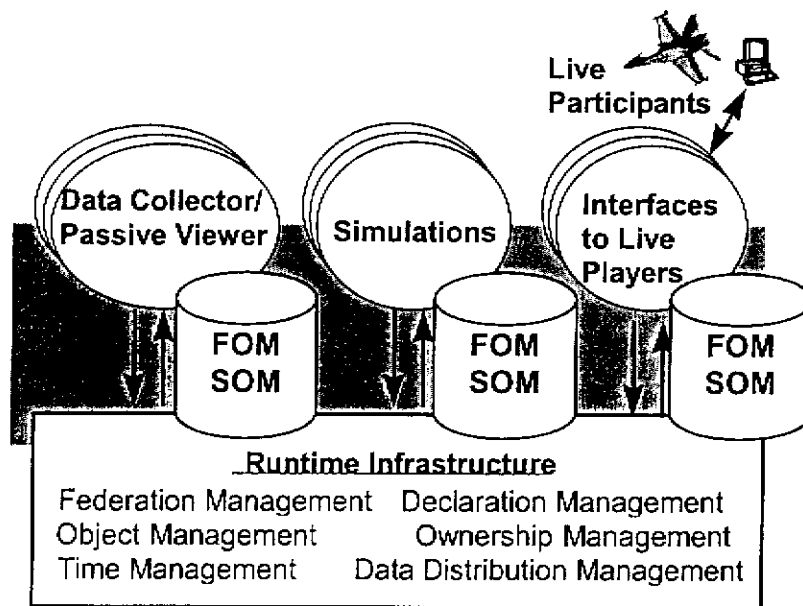 Live
Participants
Data Collector/
Passive Viewer
Simulations
Interfaces
to Live
Players
FOM
SOM
FOM
SOM
FOM
SOM
Runtime Infrastructure
Federation Management Declaration Management
Object Management Ownership Management
Time Management Data Distribution Management